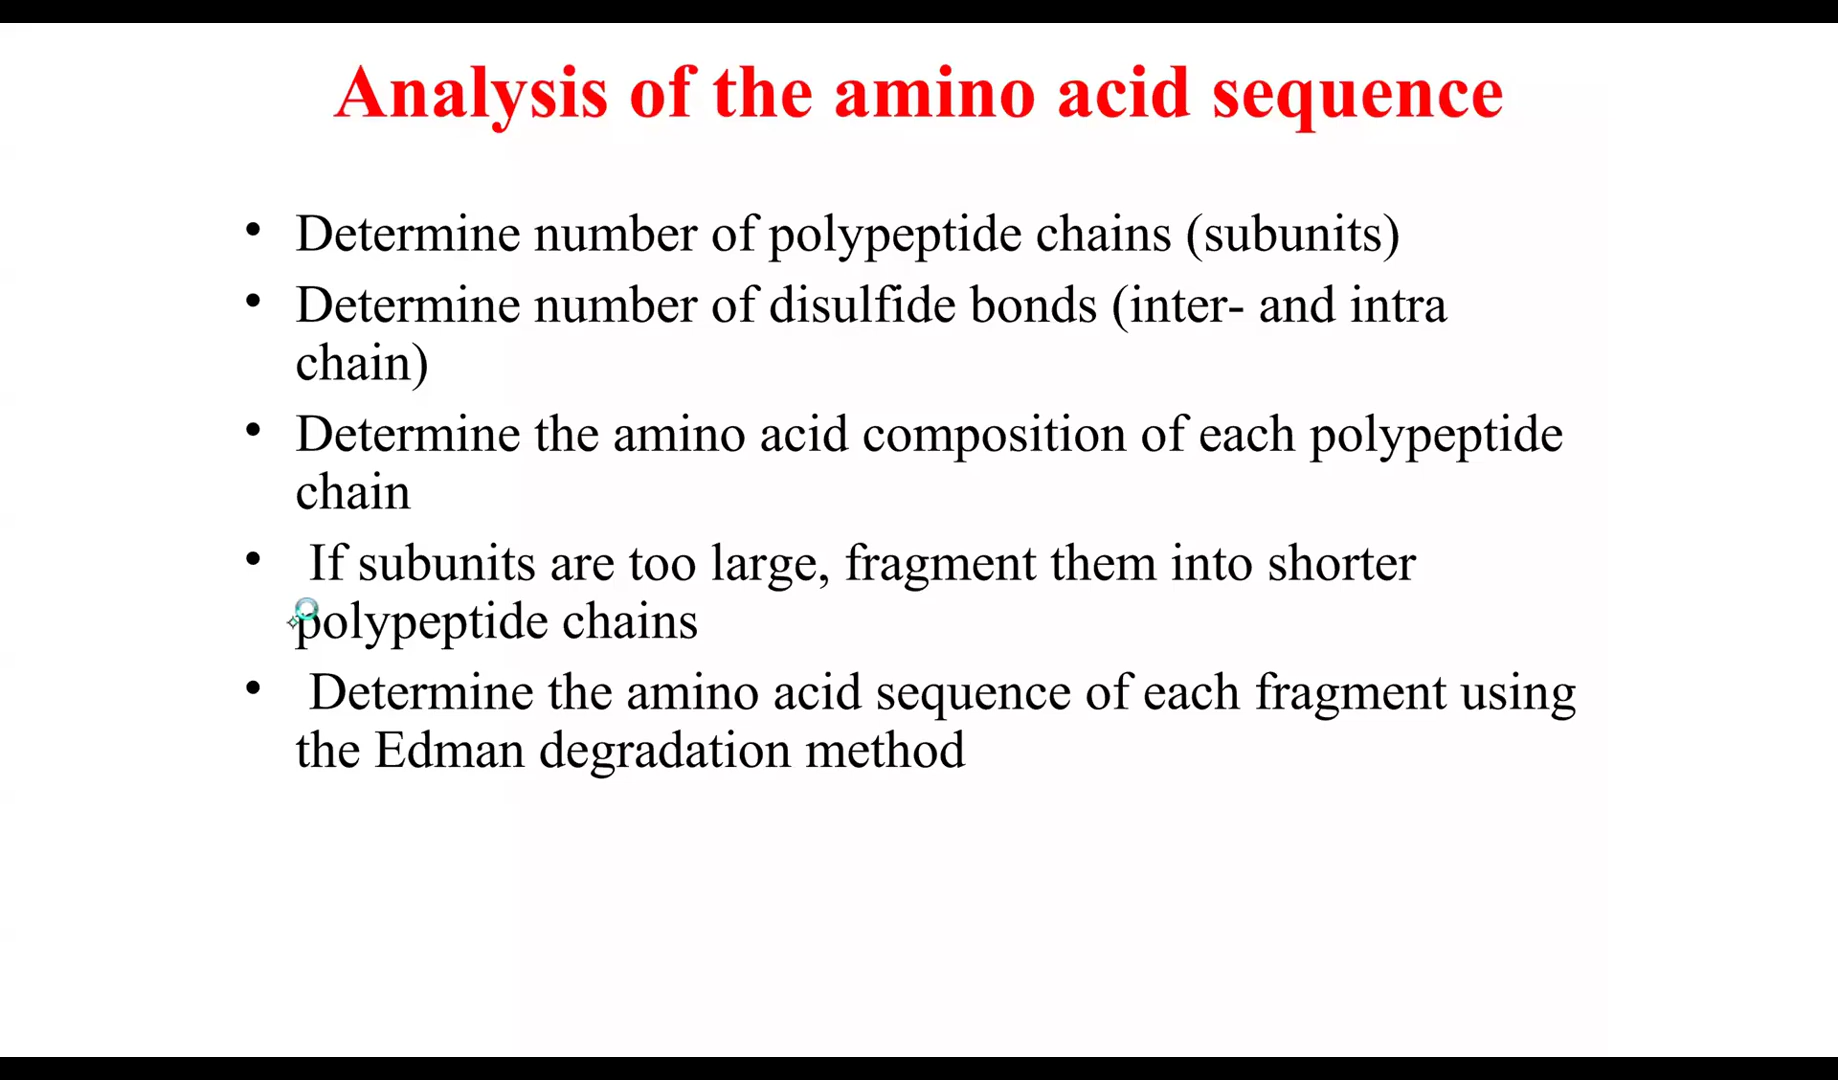 Analysis of the amino acid sequence
• Determine number of polypeptide chains (subunits)
• Determine number of disulfide bonds (inter- and intra
chain)
• Determine the amino acid composition of each polypeptide
chain
• If subunits are too large, fragment them into shorter
polypeptide chains
• Determine the amino acid sequence of each fragment using
the Edman degradation method